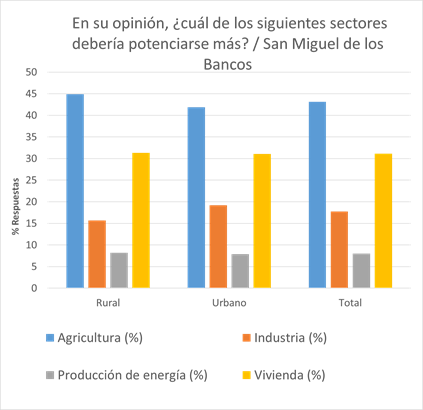 En su opinión, ¿cuál de los siguientes sectores
debería potenciarse más? / San Miguel de los
Bancos
% Respuestas
50
45
40
35
30
25
20
15
10
5
0
Rural
Urbano
Total
Agricultura (%)
Industria (%)
Producción de energía (%)
Vivienda (%)